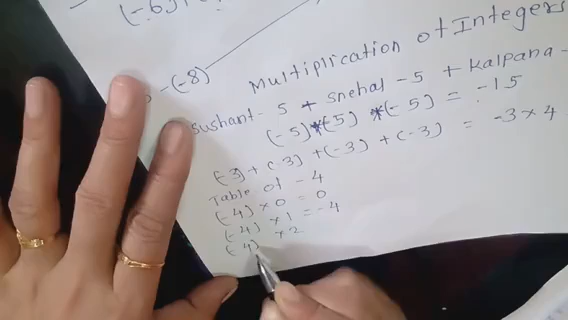 (-6)
-(-8)
Multiplication of Integers
sushant - 5 + snehal - 5 + Kalpana -
(-5)*(-5) *(-5) = -15
(-3) + (-3) + (-3) + (-3) = -3 x 4
Table of -4
(-4) x 0 = 0
(-4) x 1 = -4
(-4) x 2